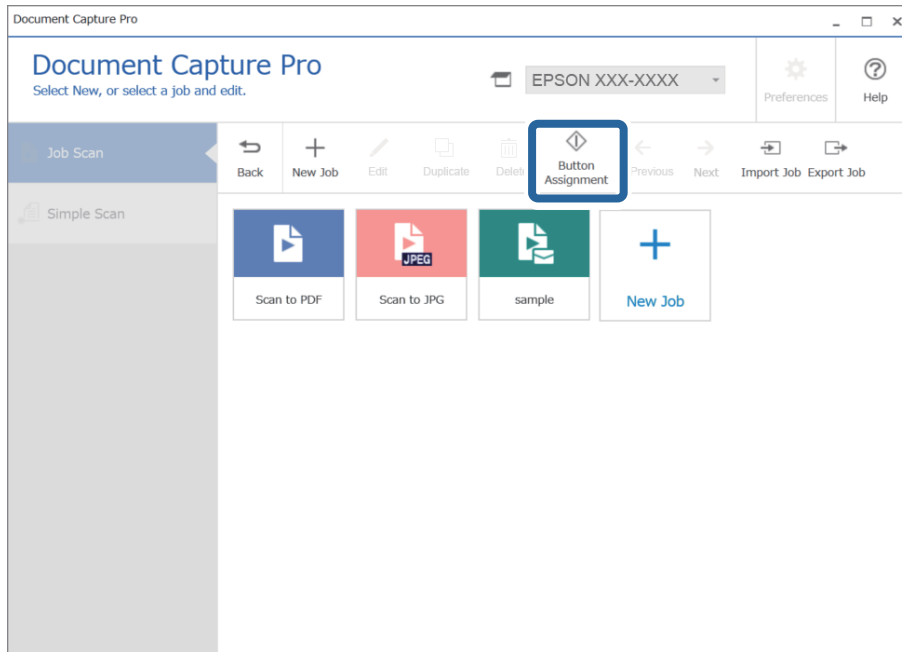 Document Capture Pro
Document Capture Pro
Select New, or select a job and edit.
EPSON XXX-XXXX
Preferences
Help
Job Scan
Simple Scan
Back
New Job
Edit
Duplicate
Delete
Button
Assignment
Previous
Next
Import Job
Export Job
JPEG
Scan to PDF
Scan to JPG
sample
New Job